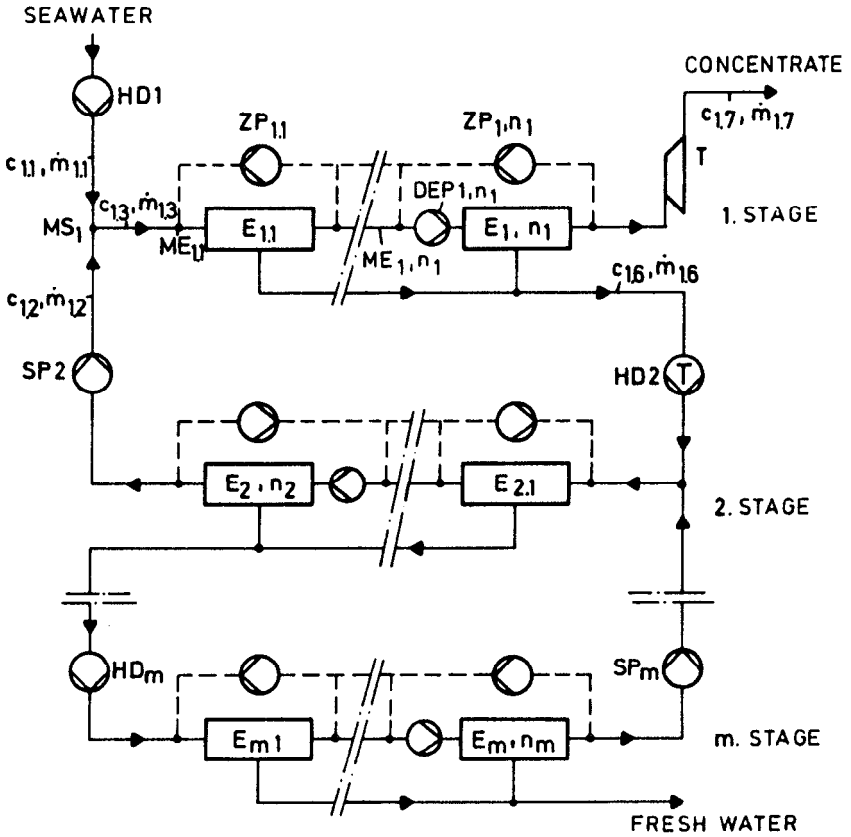 SEAWATER
HD1
CONCENTRATE
c₁.₇, ṁ₁.₇
ZP₁.₁
ZP₁,n₁
T
c₁.₁, ṁ₁.₁
c₁.₃, ṁ₁.₃
DEP1,n₁
MS₁
ME₁.₁
E₁.₁
ME₁,n₁
E₁, n₁
1. STAGE
c₁.₂, ṁ₁.₂
c₁.₆, ṁ₁.₆
SP2
HD2
T
E₂, n₂
E₂.₁
2. STAGE
HDₘ
SPₘ
Eₘ1
Eₘ, nₘ
m. STAGE
FRESH WATER